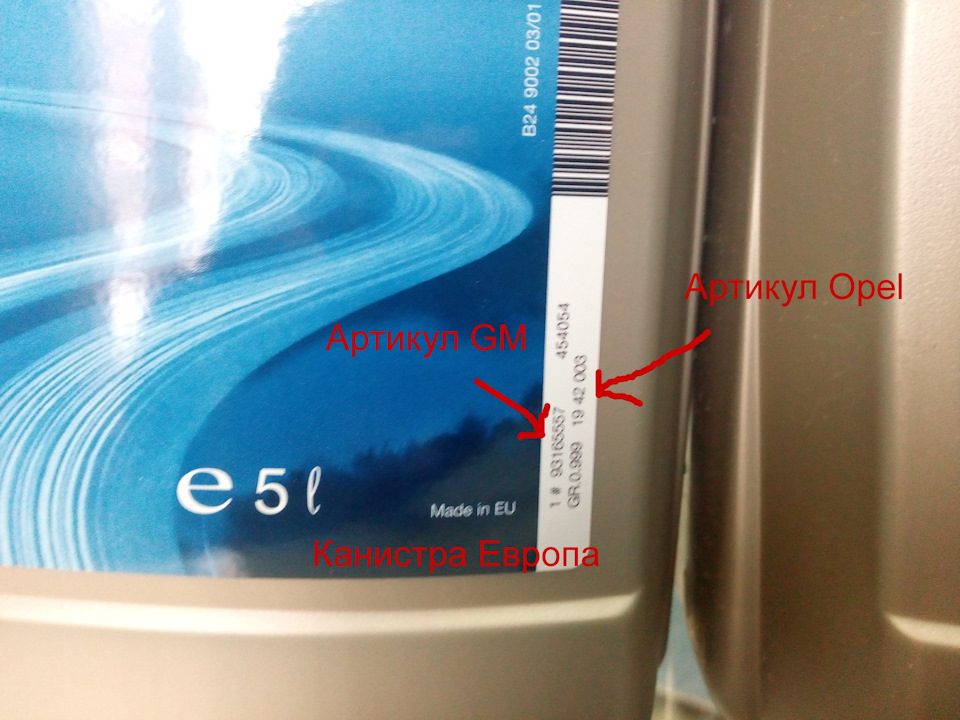 B24 9002 03/01
Артикул Opel
Артикул GM
454054
1 # 93165557
GR.0.999 19 42 003
e 5 ℓ
Made in EU
Канистра Европа